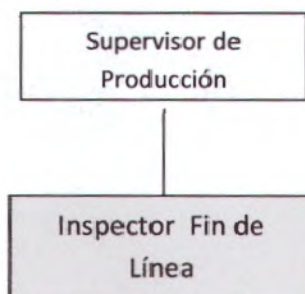 Supervisor de
Producción
Inspector Fin de
Línea